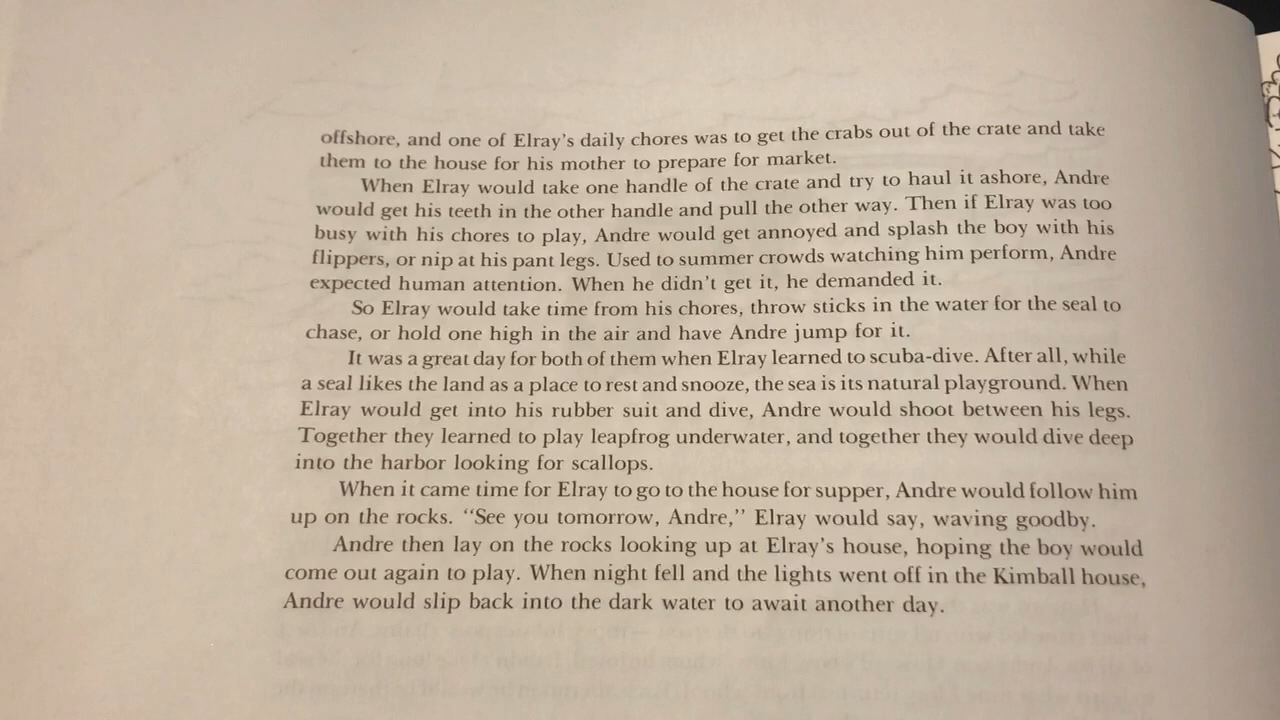 offshore, and one of Elray's daily chores was to get the crabs out of the crate and take
them to the house for his mother to prepare for market.
When Elray would take one handle of the crate and try to haul it ashore, Andre
would get his teeth in the other handle and pull the other way. Then if Elray was too
busy with his chores to play, Andre would get annoyed and splash the boy with his
flippers, or nip at his pant legs. Used to summer crowds watching him perform, Andre
expected human attention. When he didn't get it, he demanded it.
So Elray would take time from his chores, throw sticks in the water for the seal to
chase, or hold one high in the air and have Andre jump for it.
It was a great day for both of them when Elray learned to scuba-dive. After all, while
a seal likes the land as a place to rest and snooze, the sea is its natural playground. When
Elray would get into his rubber suit and dive, Andre would shoot between his legs.
Together they learned to play leapfrog underwater, and together they would dive deep
into the harbor looking for scallops.
When it came time for Elray to go to the house for supper, Andre would follow him
up on the rocks. "See you tomorrow, Andre," Elray would say, waving goodby.
Andre then lay on the rocks looking up at Elray's house, hoping the boy would
come out again to play. When night fell and the lights went off in the Kimball house,
Andre would slip back into the dark water to await another day.